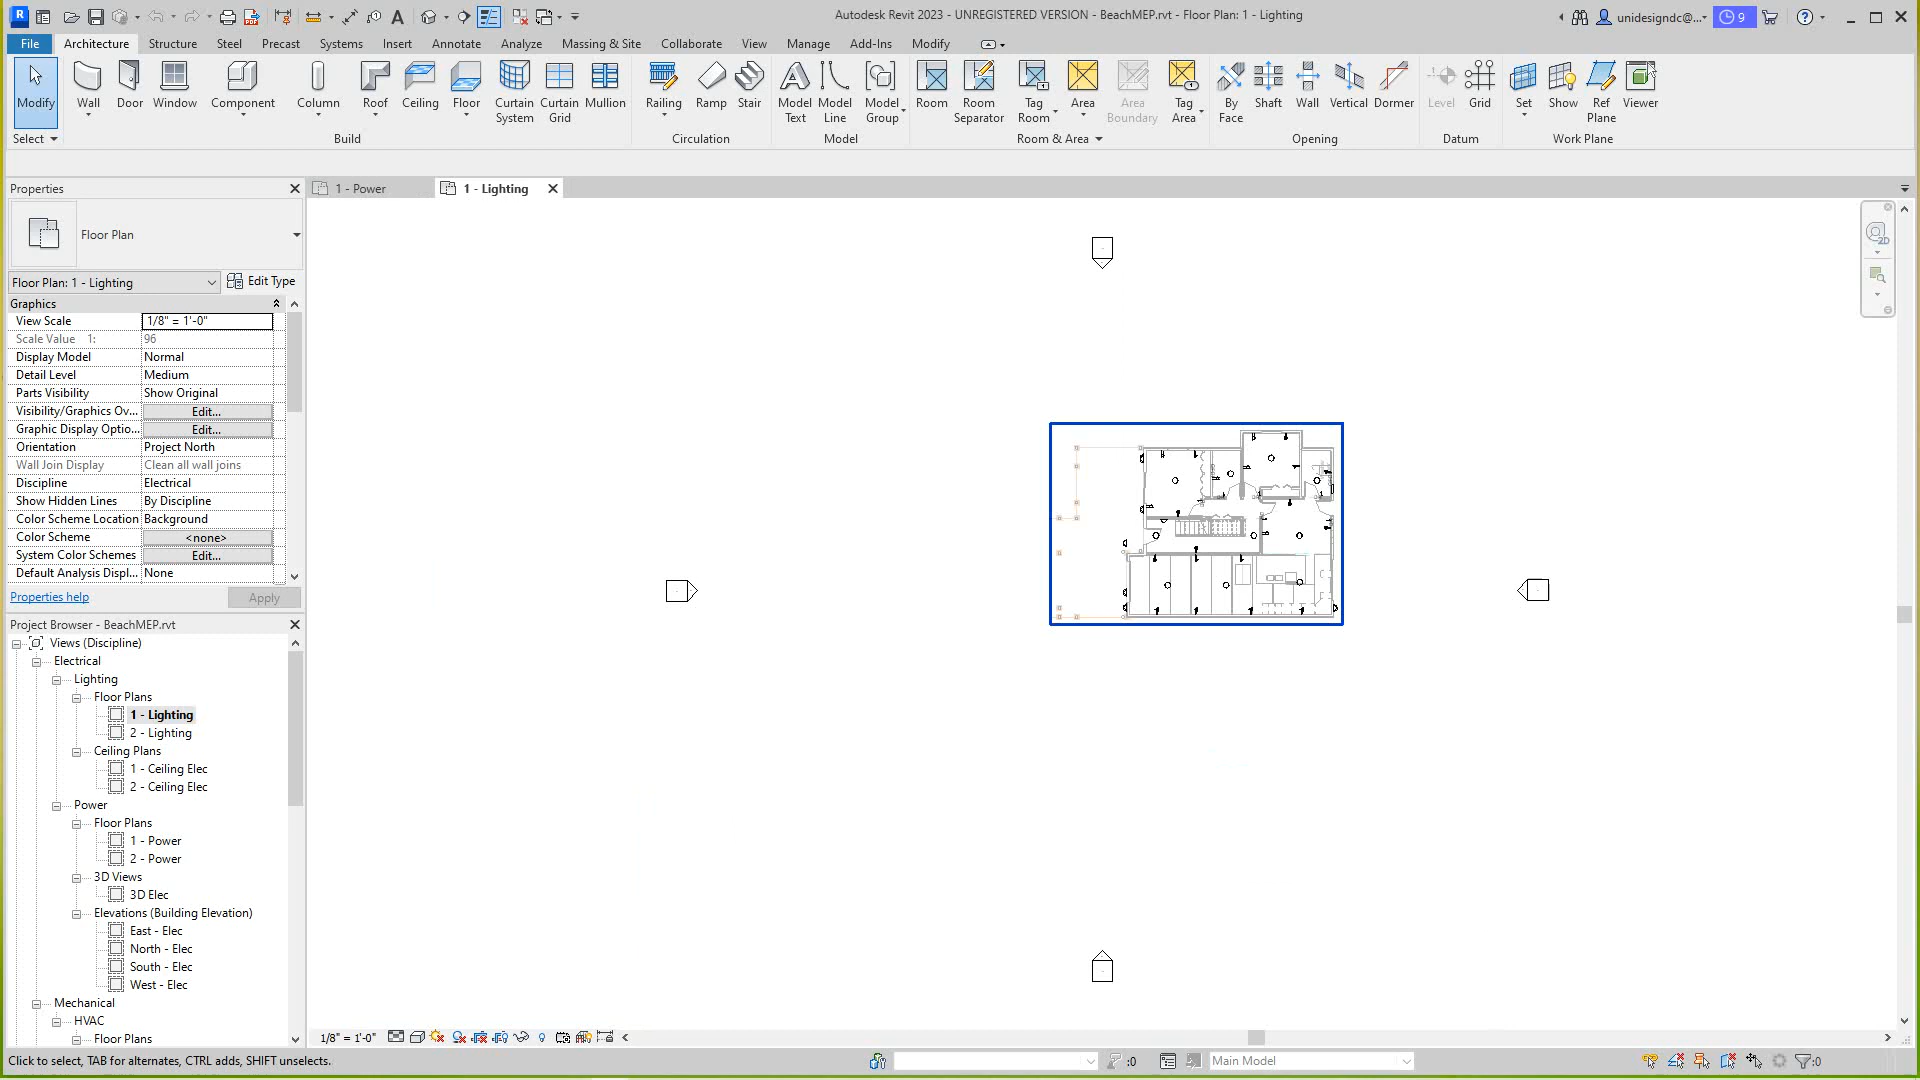 Autodesk Revit 2023 - UNREGISTERED VERSION - BeachMEP.rvt - Floor Plan: 1 - Lighting
unidesigndc@...
9
File Architecture Structure Steel Precast Systems Insert Annotate Analyze Massing & Site Collaborate View Manage Add-Ins Modify
Modify Wall Door Window Component Column Roof Ceiling Floor Curtain System Curtain Grid Mullion Railing Ramp Stair Model Text Model Line Model Group Room Room Separator Tag Room Area Area Boundary Tag Area By Face Shaft Wall Vertical Dormer Level Grid Set Show Ref Plane Viewer
Select Build Circulation Model Room & Area Opening Datum Work Plane
Properties
1 - Power
1 - Lighting
Floor Plan
Floor Plan: 1 - Lighting
Edit Type
Graphics
View Scale 1/8" = 1'-0"
Scale Value 1: 96
Display Model Normal
Detail Level Medium
Parts Visibility Show Original
Visibility/Graphics Ov... Edit...
Graphic Display Optio... Edit...
Orientation Project North
Wall Join Display Clean all wall joins
Discipline Electrical
Show Hidden Lines By Discipline
Color Scheme Location Background
Color Scheme <none>
System Color Schemes Edit...
Default Analysis Displ... None
Properties help
Apply
Project Browser - BeachMEP.rvt
Views (Discipline)
Electrical
Lighting
Floor Plans
1 - Lighting
2 - Lighting
Ceiling Plans
1 - Ceiling Elec
2 - Ceiling Elec
Power
Floor Plans
1 - Power
2 - Power
3D Views
3D Elec
Elevations (Building Elevation)
East - Elec
North - Elec
South - Elec
West - Elec
Mechanical
HVAC
Floor Plans
1/8" = 1'-0"
Click to select, TAB for alternates, CTRL adds, SHIFT unselects.
:0
Main Model
:0